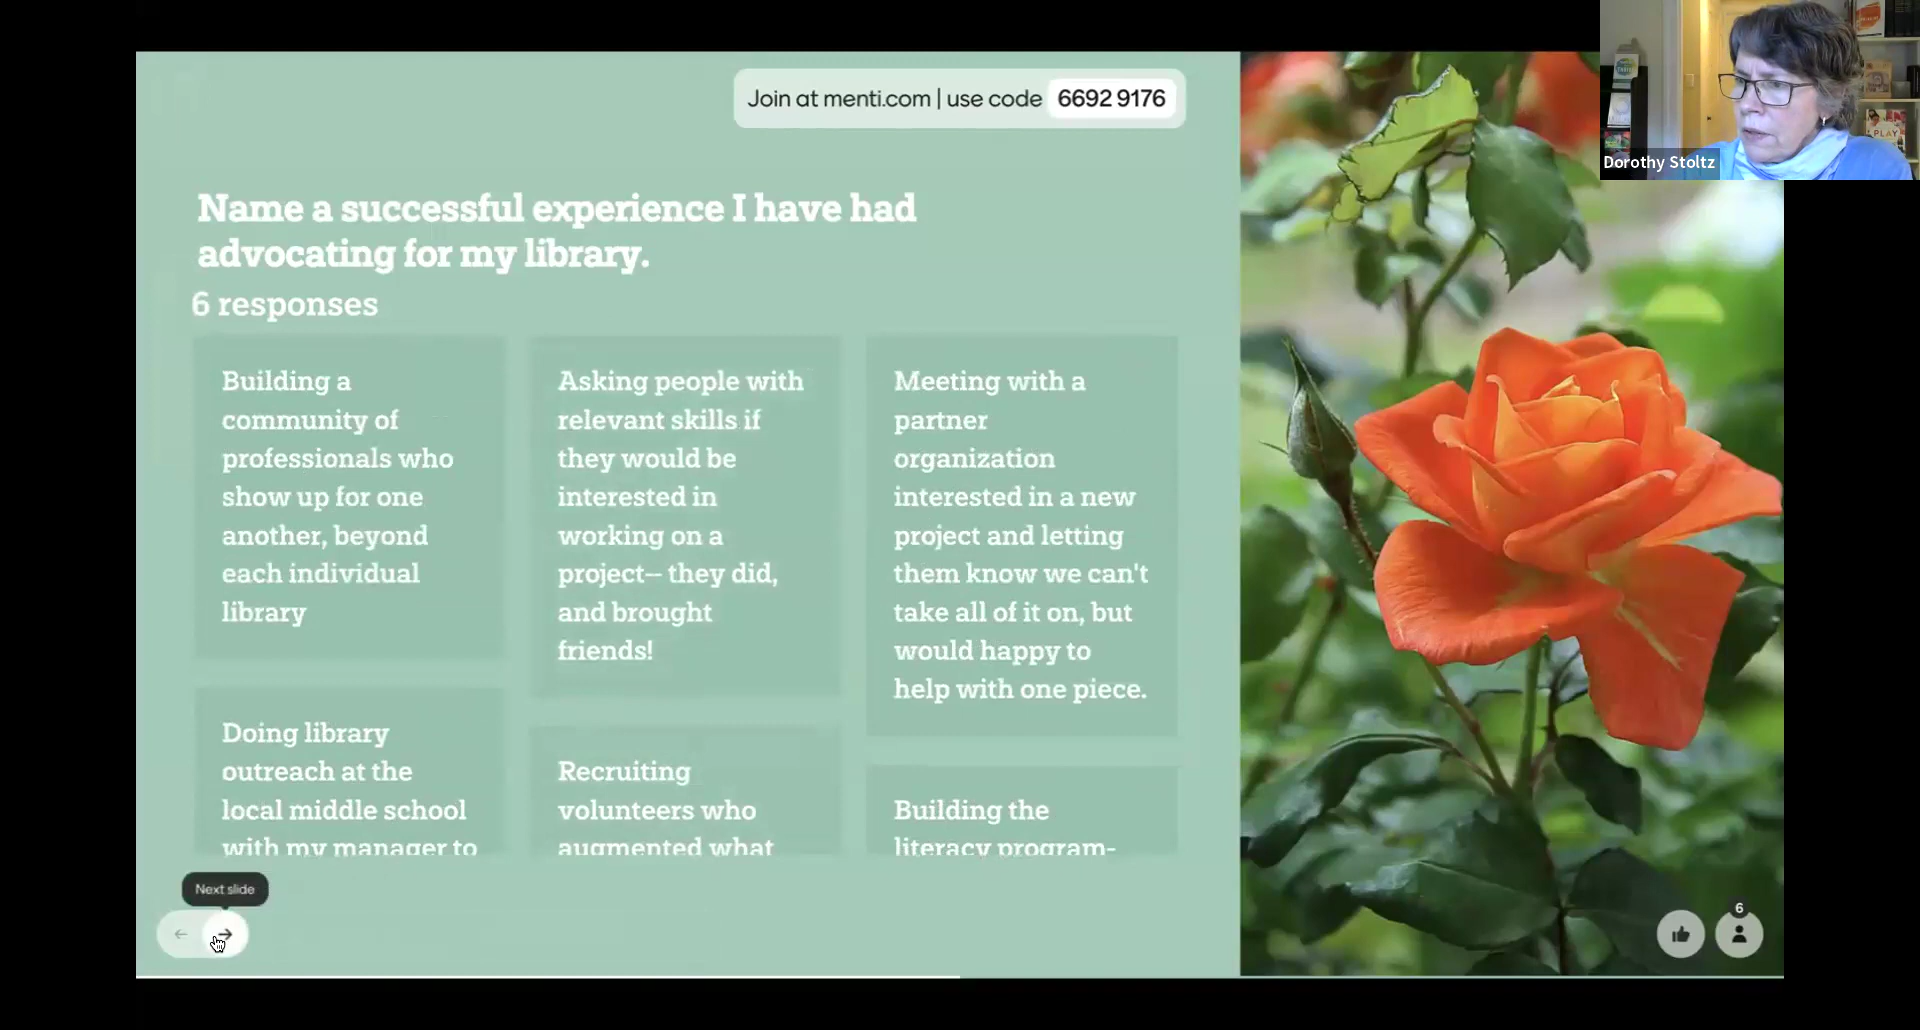 Join at menti.com | use code 6692 9176
Dorothy Stoltz
PLAY
Name a successful experience I have had
advocating for my library.
6 responses
Building a
community of
professionals who
show up for one
another, beyond
each individual
library
Asking people with
relevant skills if
they would be
interested in
working on a
project— they did,
and brought
friends!
Meeting with a
partner
organization
interested in a new
project and letting
them know we can't
take all of it on, but
would happy to
help with one piece.
Doing library
outreach at the
local middle school
with my manager to
Recruiting
volunteers who
augmented what
Building the
literacy program-
Next slide
6